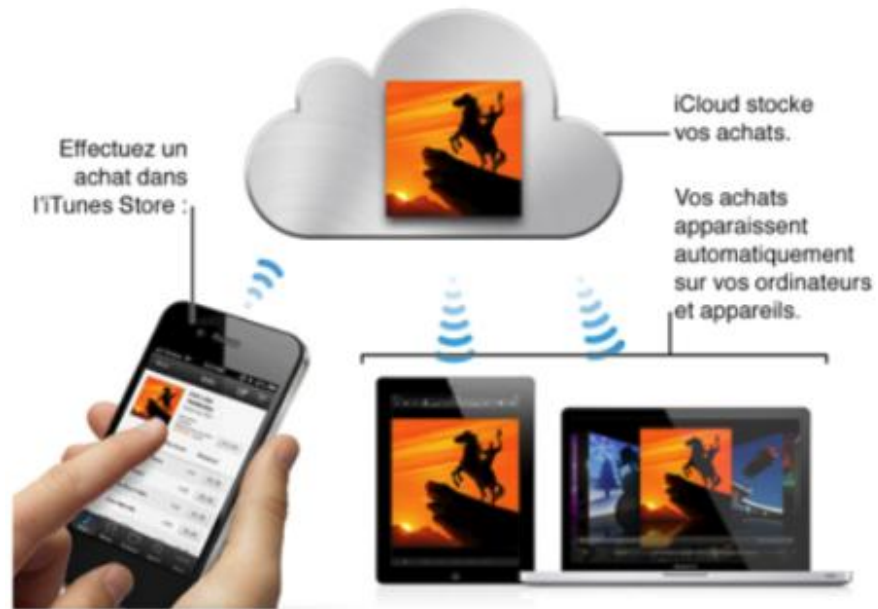 Effectuez un
achat dans
l'iTunes Store :
iCloud stocke
vos achats.
Vos achats
apparaissent
automatiquement
sur vos ordinateurs
et appareils.